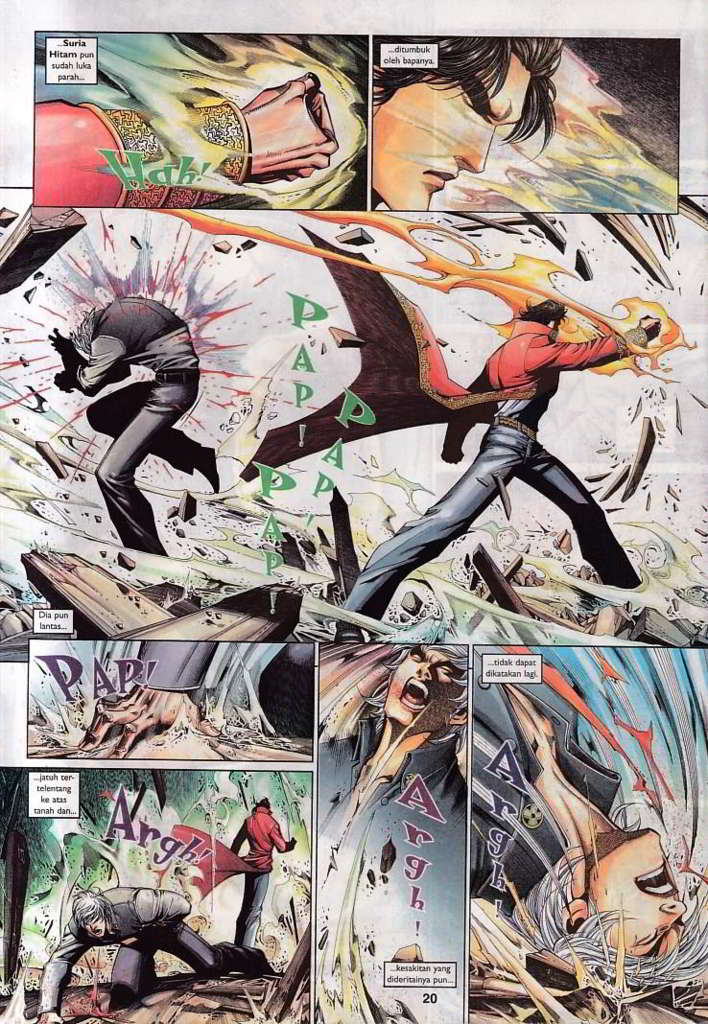 ...Suria
Hitam pun
sudah luka
parah...
...ditumbuk
oleh bapanya.
Hah!
PAP
PAP!
PAP
PAP!
PAP
PAP!
Dia pun
lantas...
PAP PAP!
...jatuh ter-
telentang
ke atas
tanah dan...
Argh!
Argh!
...kesakitan yang
dideritainya pun...
...tidak dapat
dikatakan lagi.
Argh!
20